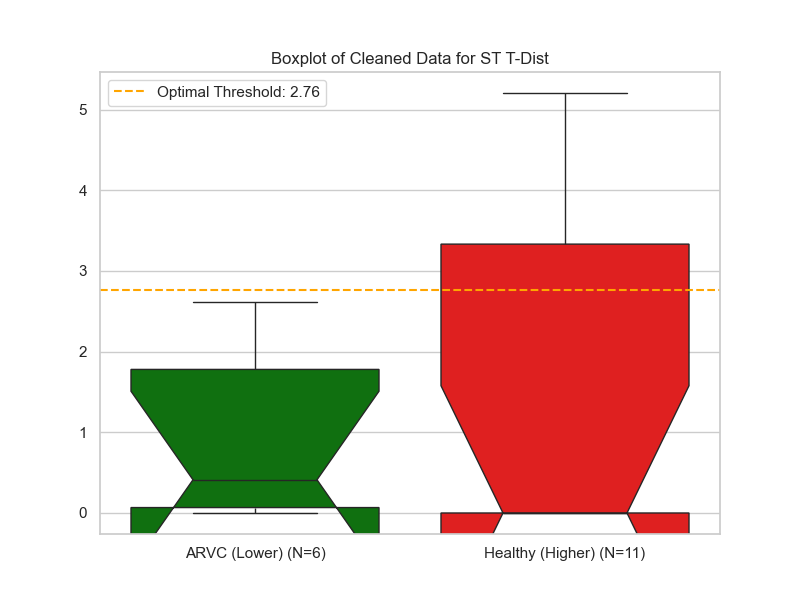 Boxplot of Cleaned Data for ST T-Dist
Optimal Threshold: 2.76
5
4
3
2
1
0
ARVC (Lower) (N=6)
Healthy (Higher) (N=11)